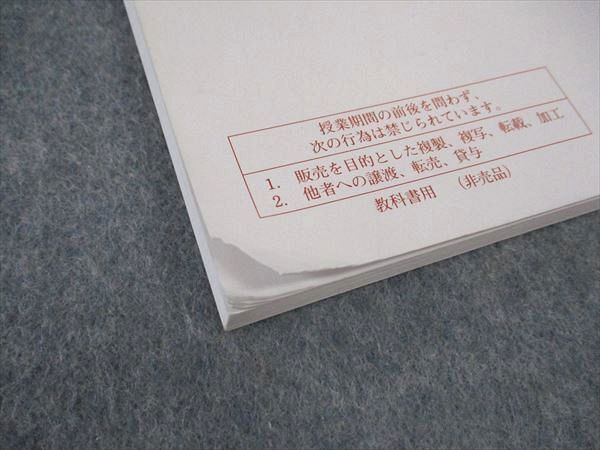 授業期間の前後を問わず、
次の行為は禁じられています。
1. 販売を目的とした複製、複写、転載、加工
2. 他者への譲渡、転売、貸与
教科書用 (非売品)